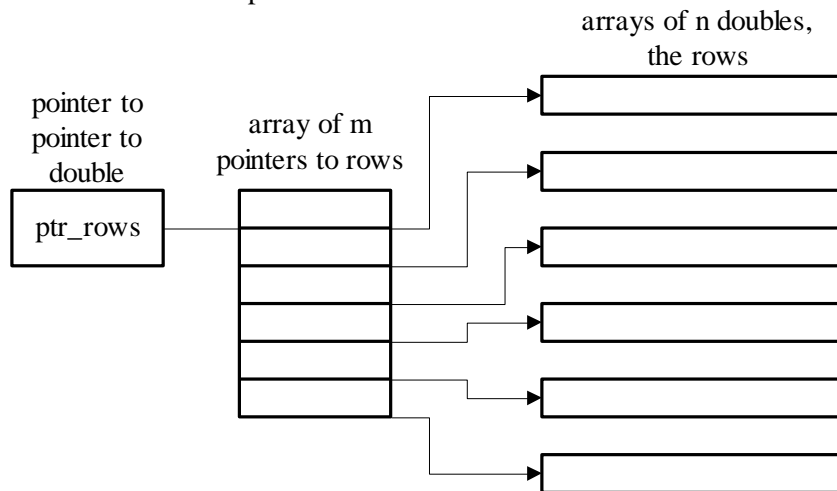 arrays of n doubles,
the rows
pointer to
pointer to
double
array of m
pointers to rows
ptr_rows